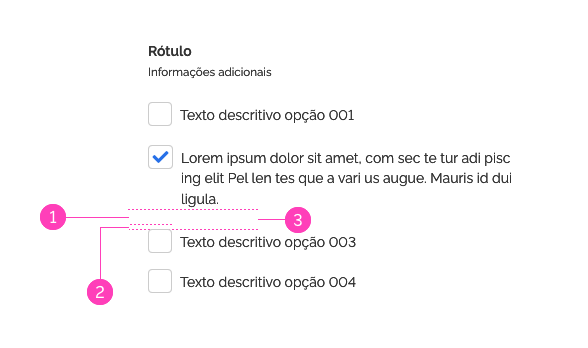 Rótulo
Informações adicionais
Texto descritivo opção 001
Lorem ipsum dolor sit amet, com sec te tur adi pisc
ing elit Pel len tes que a vari us augue. Mauris id dui
ligula.
1
3
Texto descritivo opção 003
Texto descritivo opção 004
2